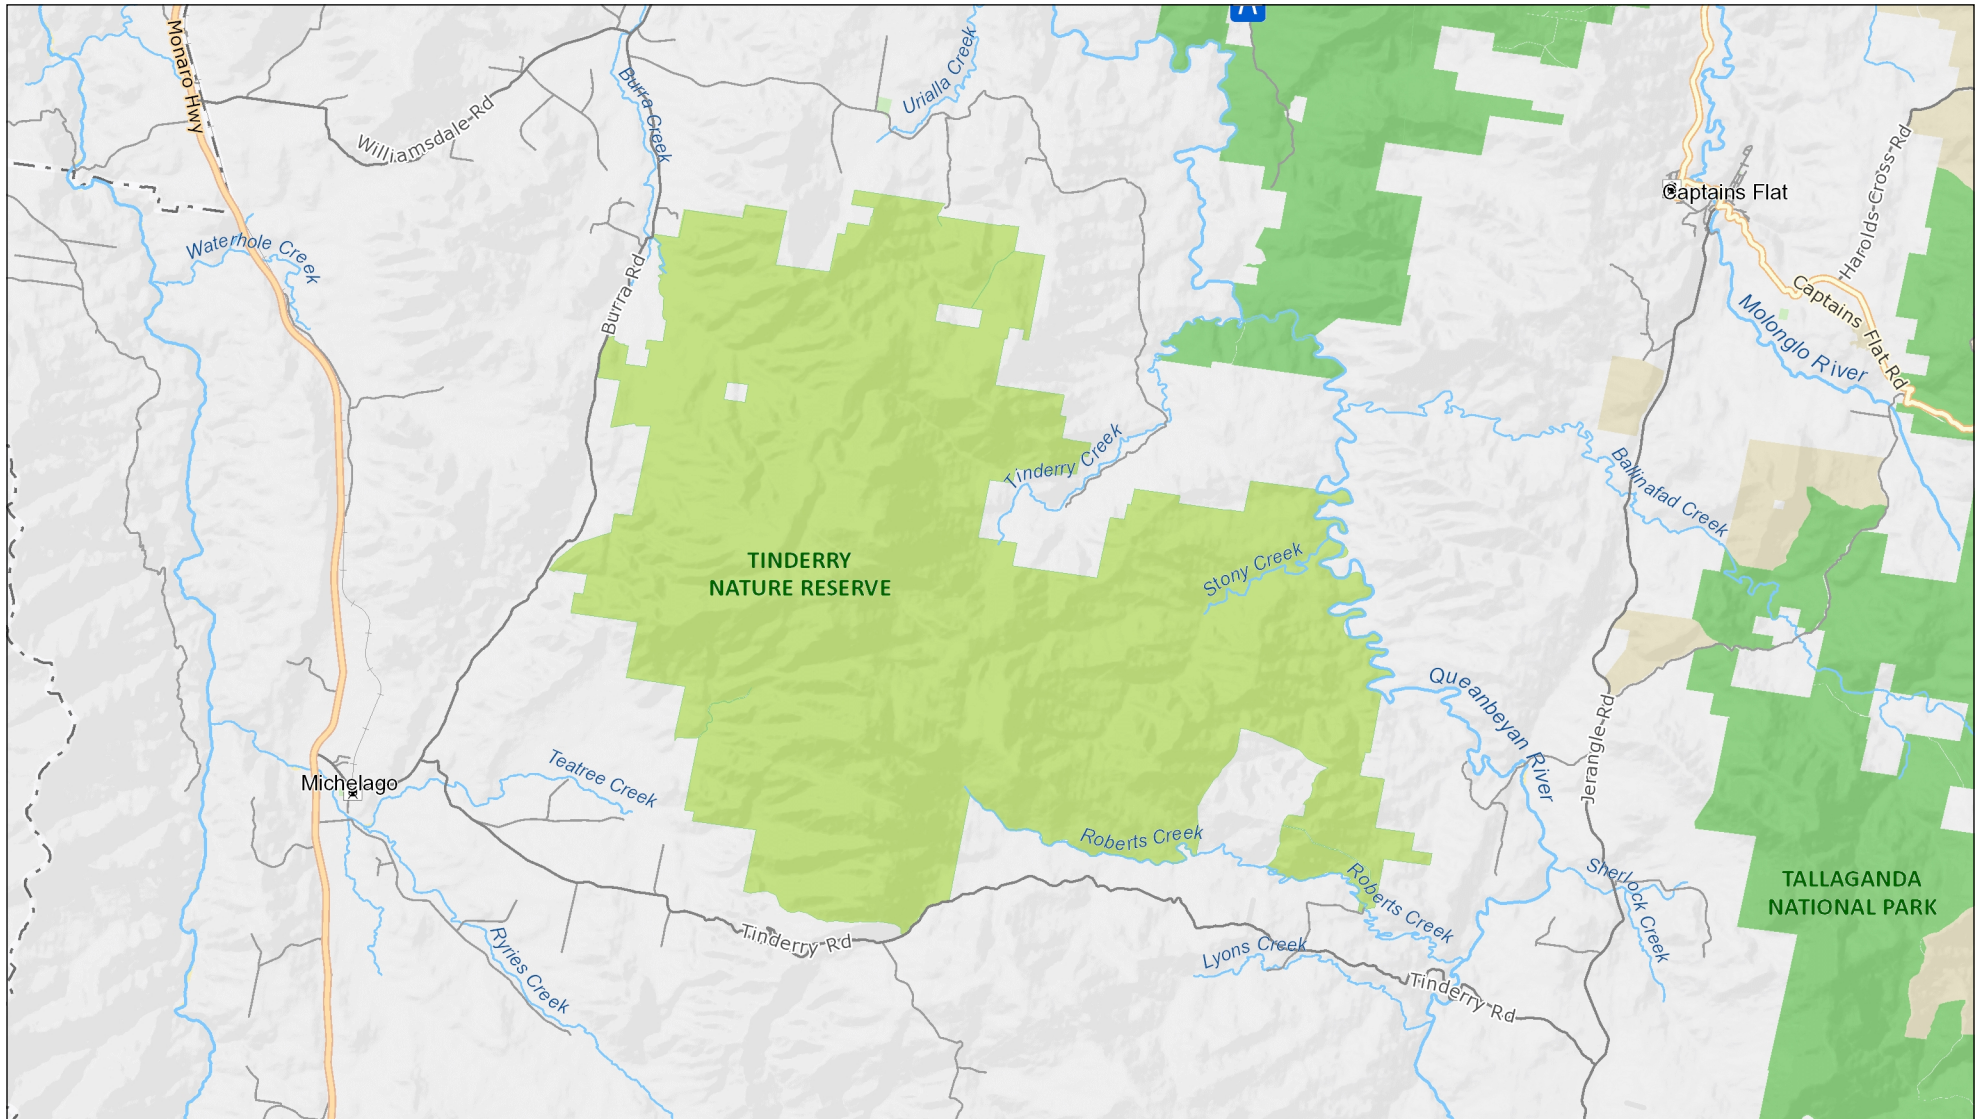 Monaro Hwy
Williamsdale Rd
Burra Creek
Urialla Creek
Captains Flat
Harolds Cross Rd
Waterhole Creek
Burra Rd
Captains Flat Rd
Molonglo River
Tinderry Creek
Ballinafad Creek
TINDERRY
NATURE RESERVE
Stony Creek
Queanbeyan River
Jerangle Rd
Michelago
Teatree Creek
Roberts Creek
Roberts Creek
Sherlock Creek
TALLAGANDA
NATIONAL PARK
Tinderry Rd
Lyons Creek
Ryries Creek
Tinderry Rd